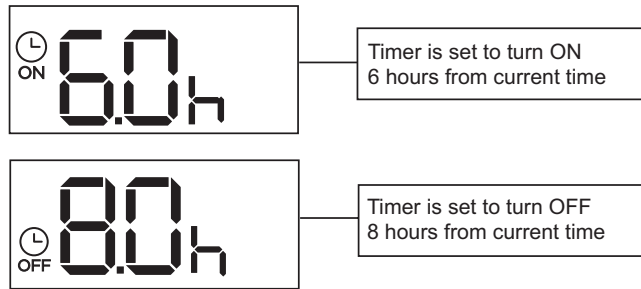 ON
6.0h
Timer is set to turn ON
6 hours from current time
OFF
8.0h
Timer is set to turn OFF
8 hours from current time